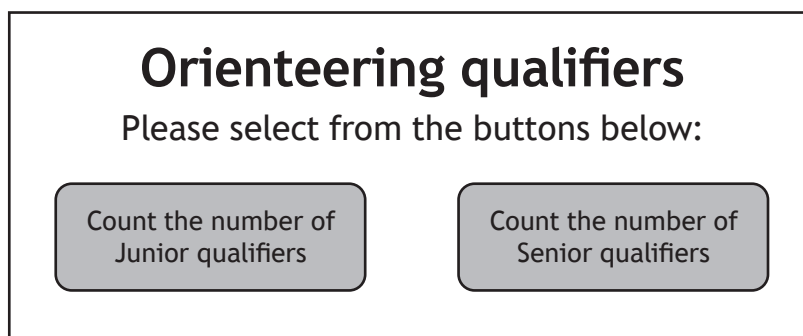 Orienteering qualifiers
Please select from the buttons below:
Count the number of
Junior qualifiers
Count the number of
Senior qualifiers